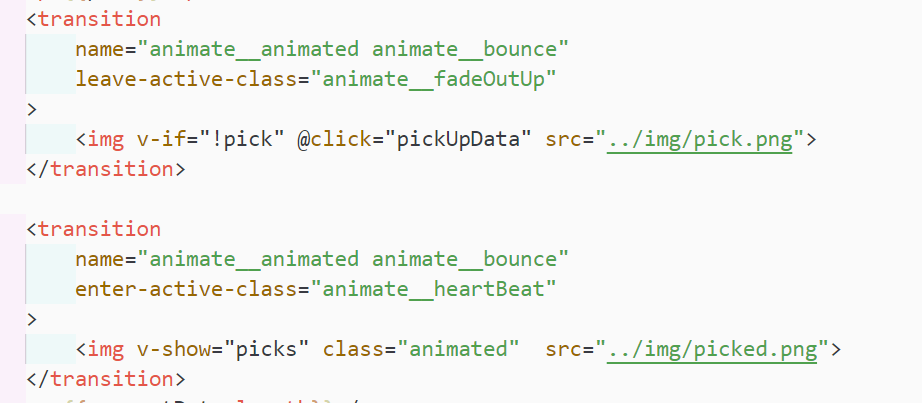 <transition
name="animate__animated animate__bounce"
leave-active-class="animate__fadeOutUp"
>
<img v-if="!pick" @click="pickUpData" src="../img/pick.png">
</transition>
<transition
name="animate__animated animate__bounce"
enter-active-class="animate__heartBeat"
>
<img v-show="picks" class="animated"  src="../img/picked.png">
</transition>